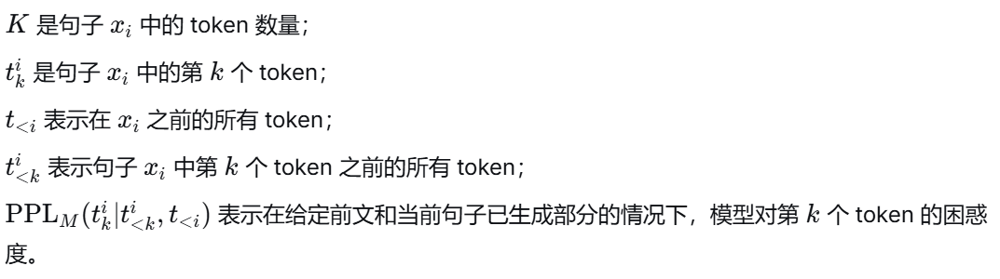 K 是句子 x_i 中的 token 数量；
t_k^i 是句子 x_i 中的第 k 个 token；
t_{<i} 表示在 x_i 之前的所有 token；
t_{<k}^i 表示句子 x_i 中第 k 个 token 之前的所有 token；
PPL_M(t_k^i|t_{<k}^i, t_{<i}) 表示在给定前文和当前句子已生成部分的情况下，模型对第 k 个 token 的困惑
度。